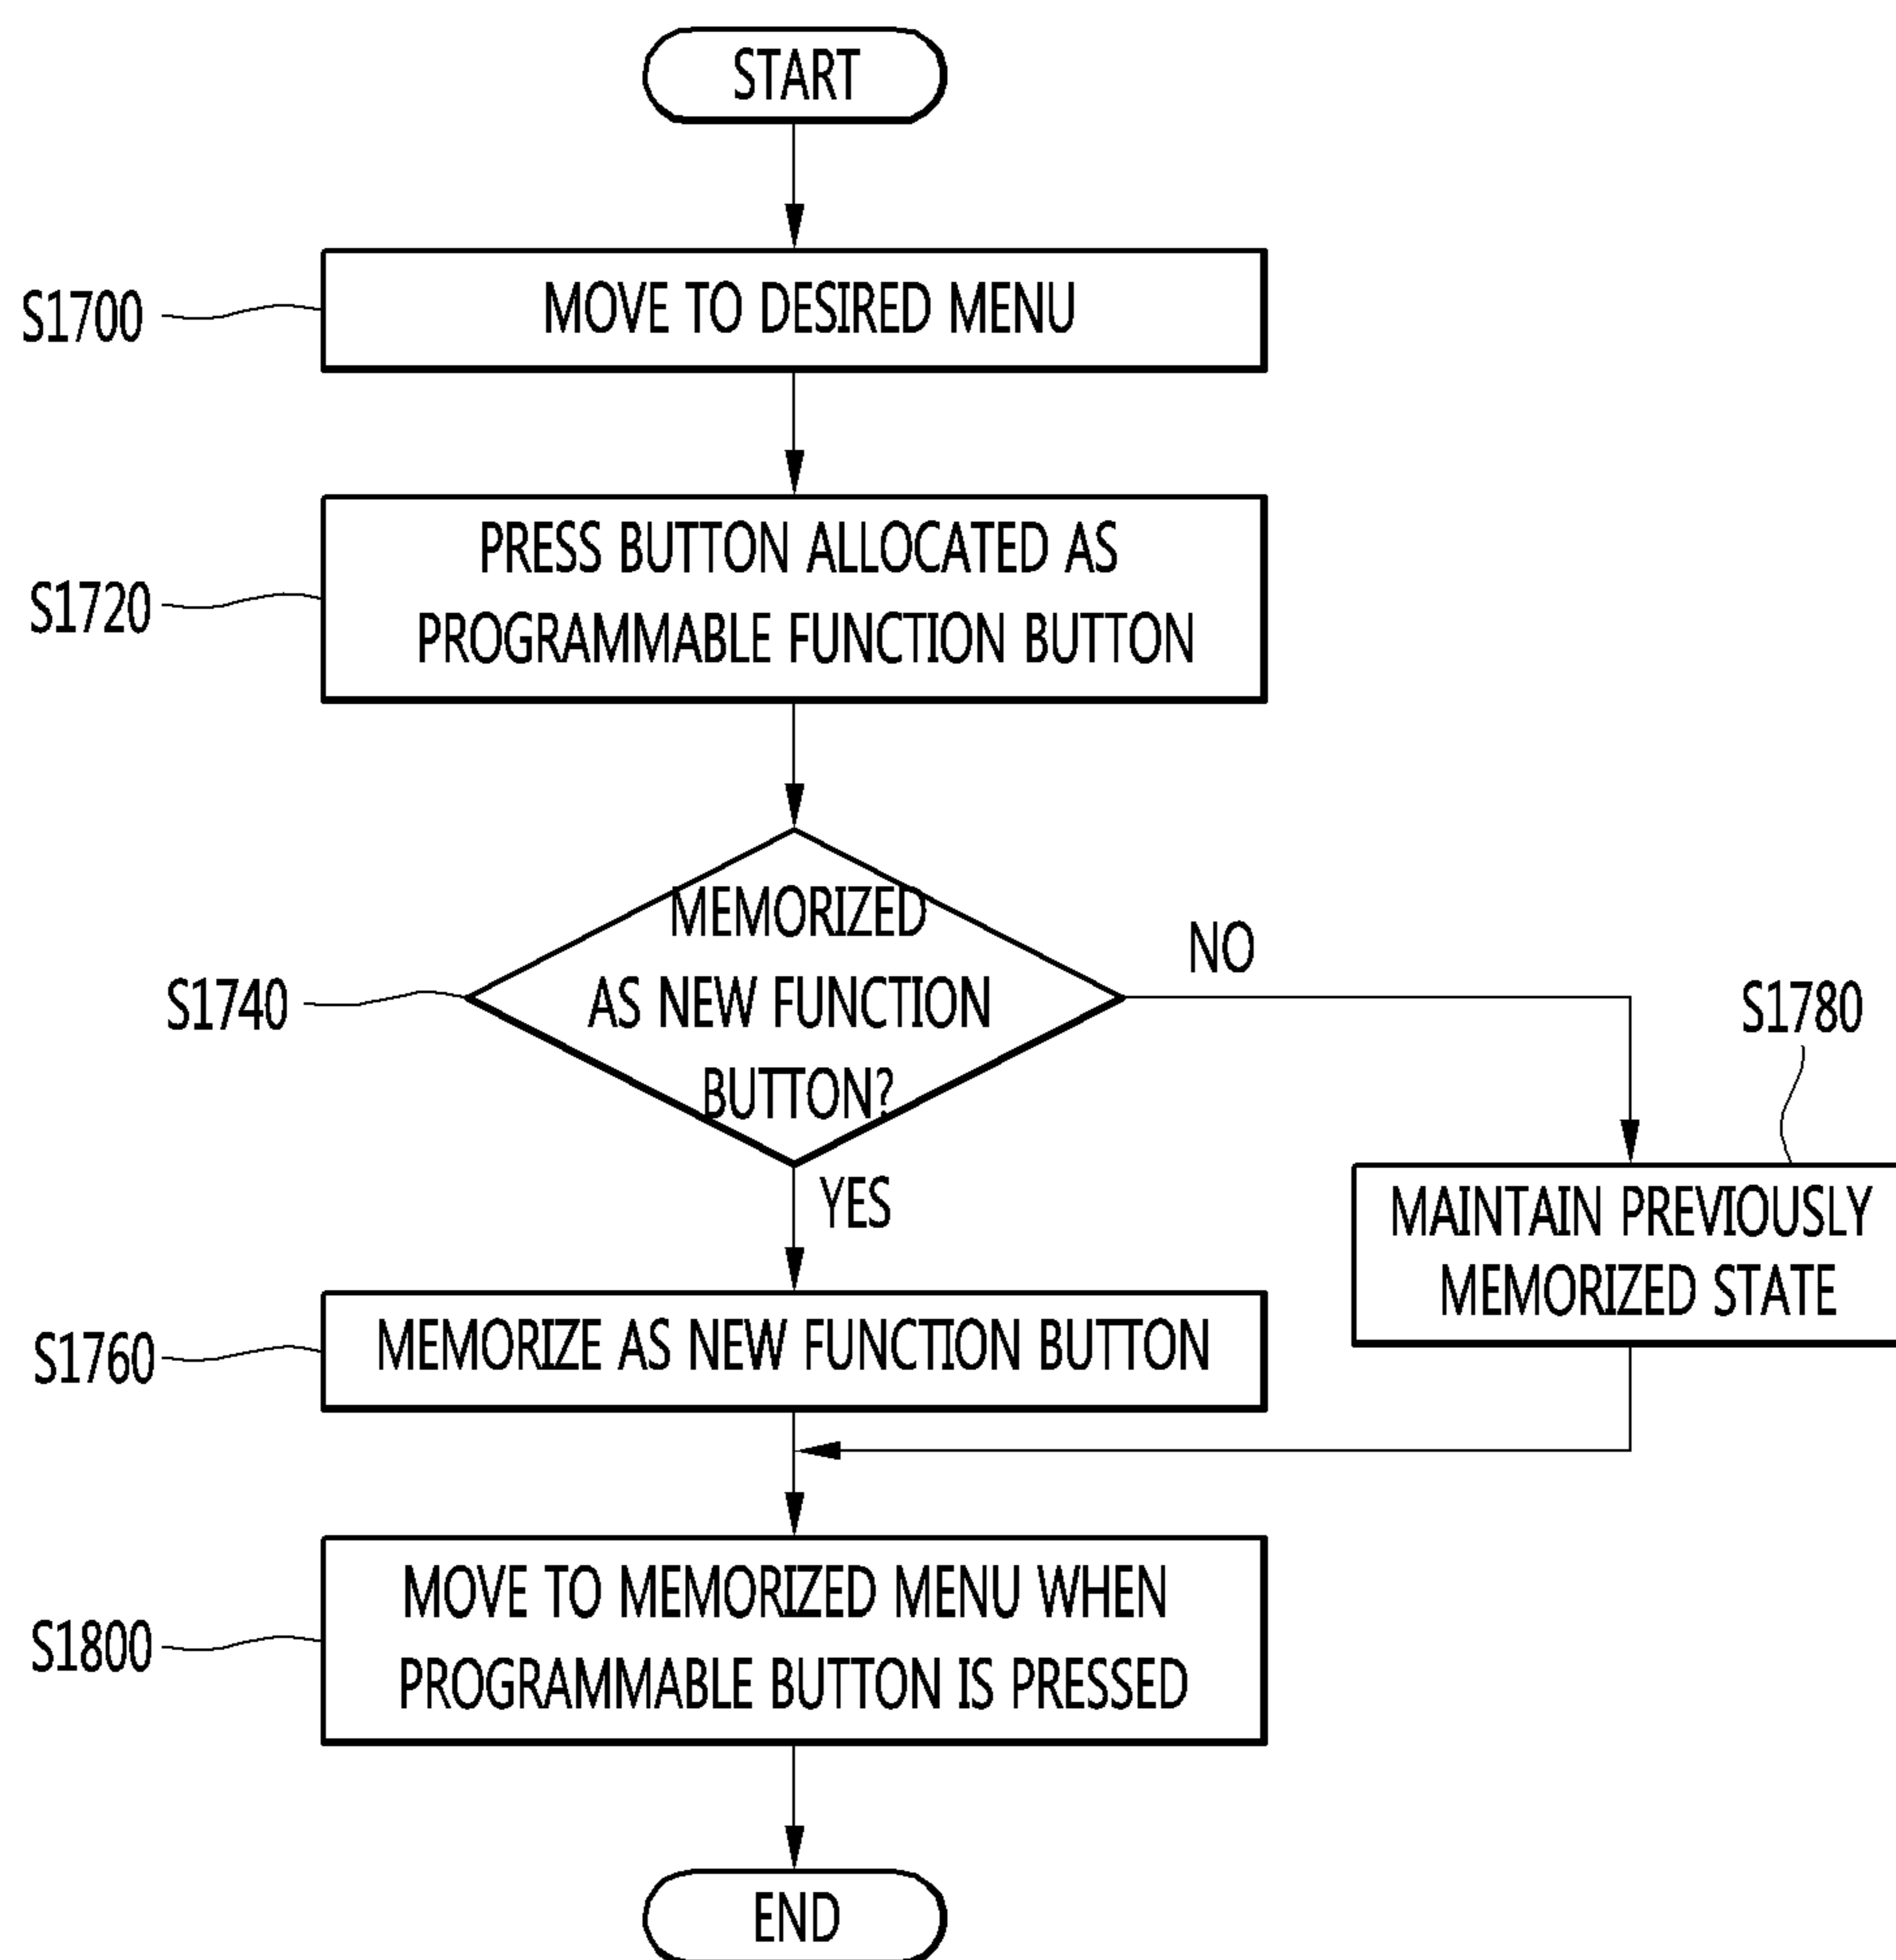 START
S1700
MOVE TO DESIRED MENU
S1720
PRESS BUTTON ALLOCATED AS
PROGRAMMABLE FUNCTION BUTTON
S1740
MEMORIZED
AS NEW FUNCTION
BUTTON?
NO
YES
S1780
MAINTAIN PREVIOUSLY
MEMORIZED STATE
S1760
MEMORIZE AS NEW FUNCTION BUTTON
S1800
MOVE TO MEMORIZED MENU WHEN
PROGRAMMABLE BUTTON IS PRESSED
END